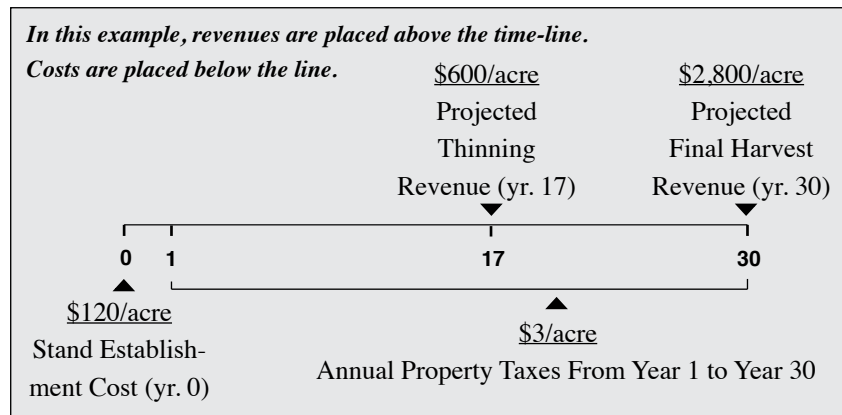 In this example, revenues are placed above the time-line.
Costs are placed below the line.
$600/acre
Projected
Thinning
Revenue (yr. 17)
$2,800/acre
Projected
Final Harvest
Revenue (yr. 30)
0 1 17 30
$120/acre
Stand Establish-
ment Cost (yr. 0)
$3/acre
Annual Property Taxes From Year 1 to Year 30